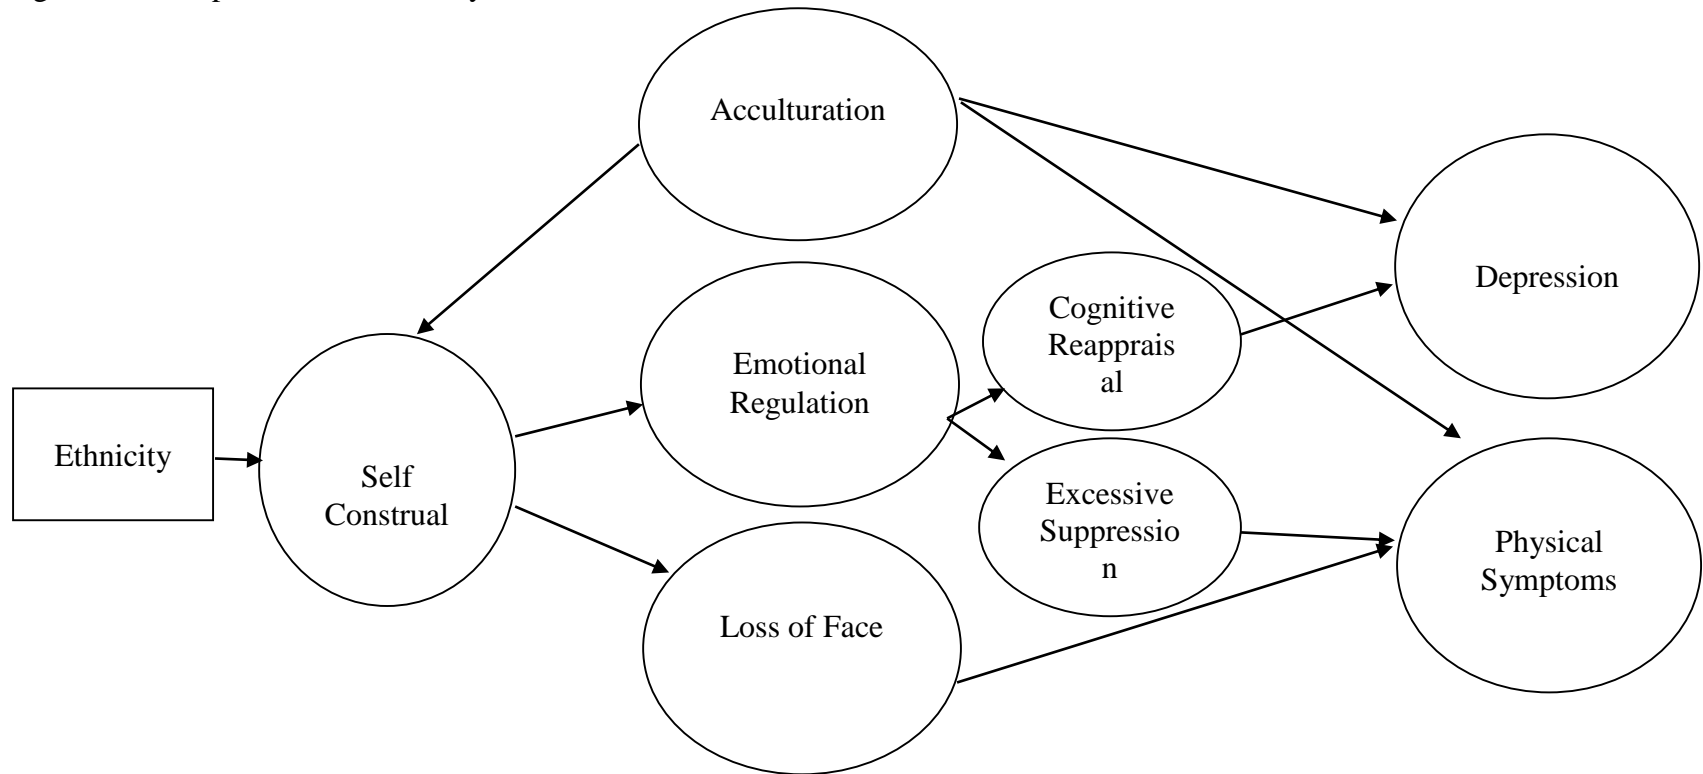 Acculturation
Depression
Cognitive
Reapprais
al
Emotional
Regulation
Ethnicity
Self
Construal
Excessive
Suppressio
n
Physical
Symptoms
Loss of Face